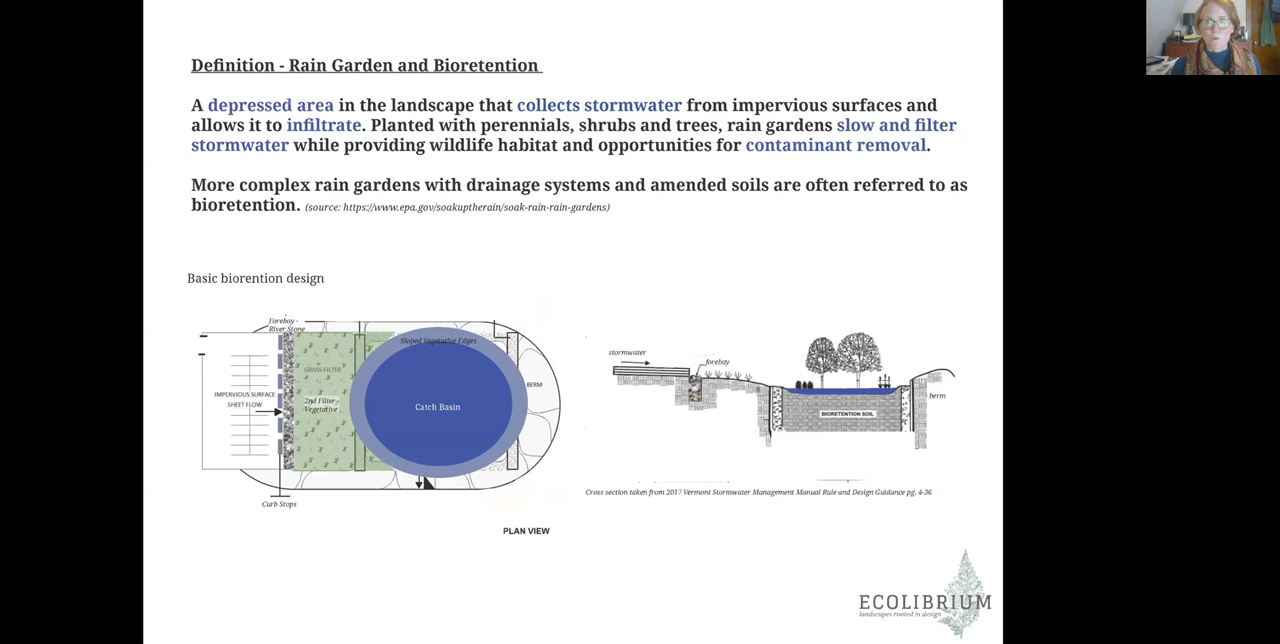 Definition - Rain Garden and Bioretention
A depressed area in the landscape that collects stormwater from impervious surfaces and
allows it to infiltrate. Planted with perennials, shrubs and trees, rain gardens slow and filter
stormwater while providing wildlife habitat and opportunities for contaminant removal.
More complex rain gardens with drainage systems and amended soils are often referred to as
bioretention. (source: https://www.epa.gov/soakuptherain/soak-rain-rain-gardens)
Basic biorention design
Forebay -
River Stone
Sloped Vegetative Edges
GRASS FILTER
2nd Filter -
Vegetative
IMPERVIOUS SURFACE
SHEET FLOW
Catch Basin
BERM
Curb Stops
PLAN VIEW
stormwater
forebay
berm
BIORETENTION SOIL
Cross section taken from 2017 Vermont Stormwater Management Manual Rule and Design Guidance pg. 4-36
ECOLIBRIUM
landscapes rooted in design